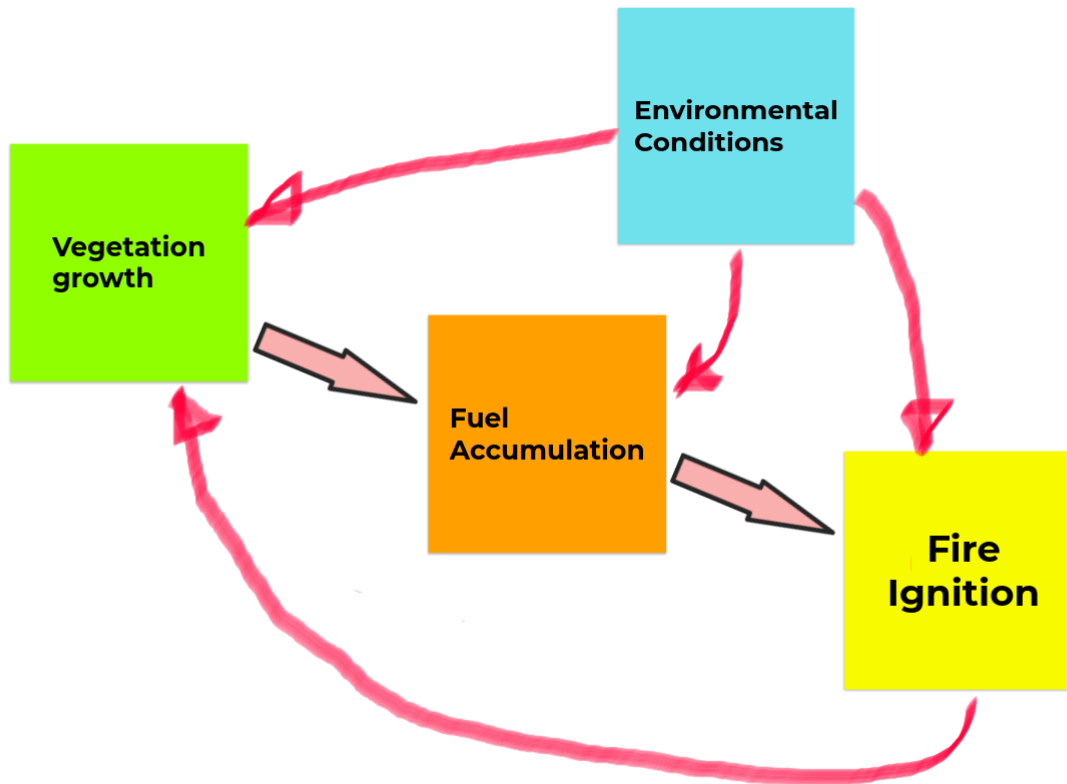 Environmental
Conditions
Vegetation
growth
Fuel
Accumulation
Fire
Ignition